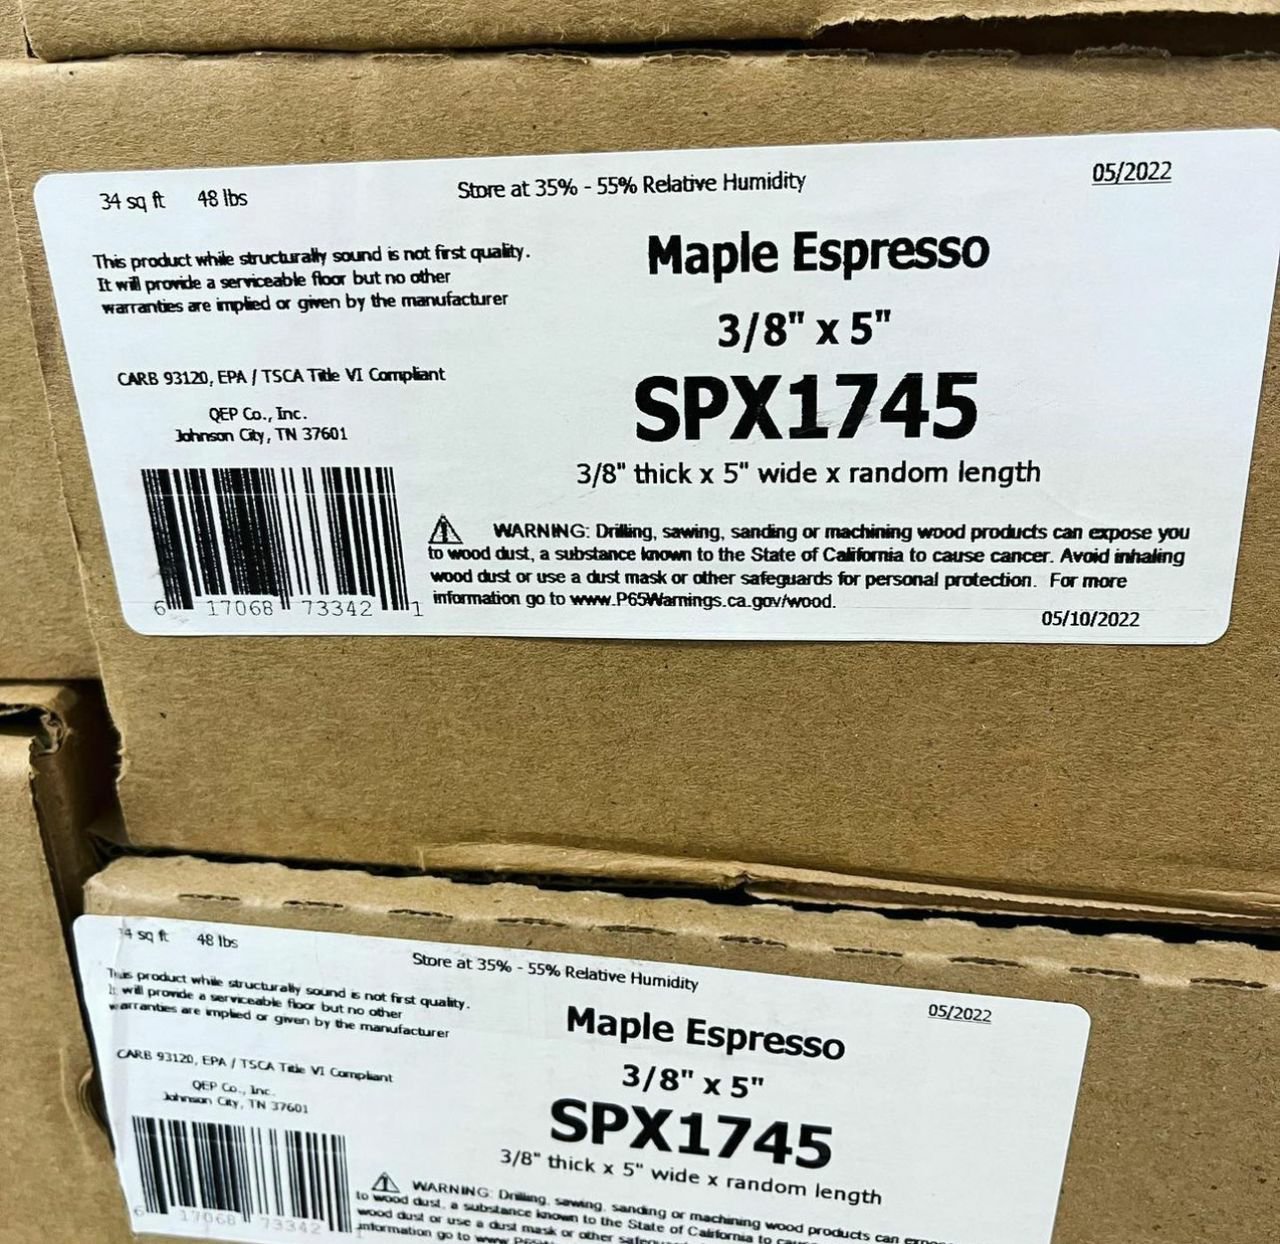 34 sq ft 48 lbs Store at 35% - 55% Relative Humidity 05/2022
This product while structurally sound is not first quality.
It will provide a serviceable floor but no other
warranties are implied or given by the manufacturer
Maple Espresso
3/8" x 5"
SPX1745
3/8" thick x 5" wide x random length
CARB 93120, EPA / TSCA Title VI Compliant
QEP Co., Inc.
Johnson City, TN 37601
6 17068 73342 1
WARNING: Drilling, sawing, sanding or machining wood products can expose you
to wood dust, a substance known to the State of California to cause cancer. Avoid inhaling
wood dust or use a dust mask or other safeguards for personal protection. For more
information go to www.P65Warnings.ca.gov/wood.
05/10/2022
4 sq ft 48 lbs Store at 35% - 55% Relative Humidity 05/2022
This product while structurally sound is not first quality.
It will provide a serviceable floor but no other
warranties are implied or given by the manufacturer
Maple Espresso
3/8" x 5"
SPX1745
3/8" thick x 5" wide x random length
CARB 93120, EPA / TSCA Title VI Compliant
QEP Co., Inc.
Johnson City, TN 37601
6 17068 73342 1
WARNING: Drilling, sawing, sanding or machining wood products can
to wood dust, a substance known to the State of California to
wood dust or use a dust mask or other
information go to www